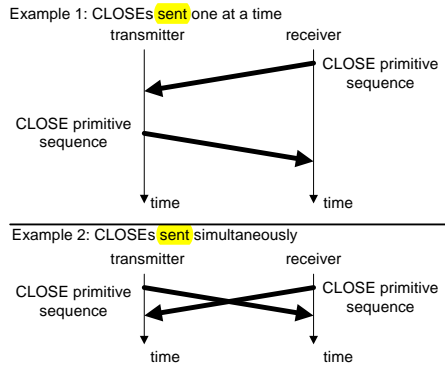 Example 1: CLOSEs sent one at a time
transmitter
receiver
CLOSE primitive
sequence
CLOSE primitive
sequence
time
time
Example 2: CLOSEs sent simultaneously
transmitter
receiver
CLOSE primitive
sequence
CLOSE primitive
sequence
time
time